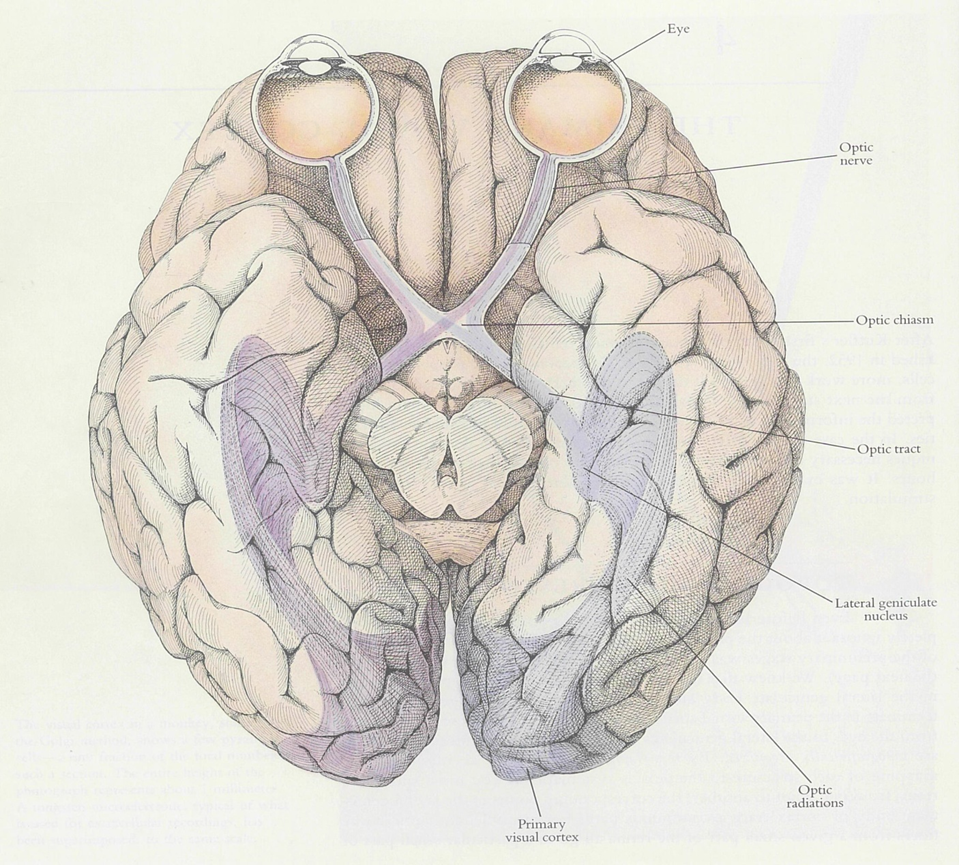 Eye
Optic
nerve
Optic chiasm
Optic tract
Lateral geniculate
nucleus
Optic
radiations
Primary
visual cortex